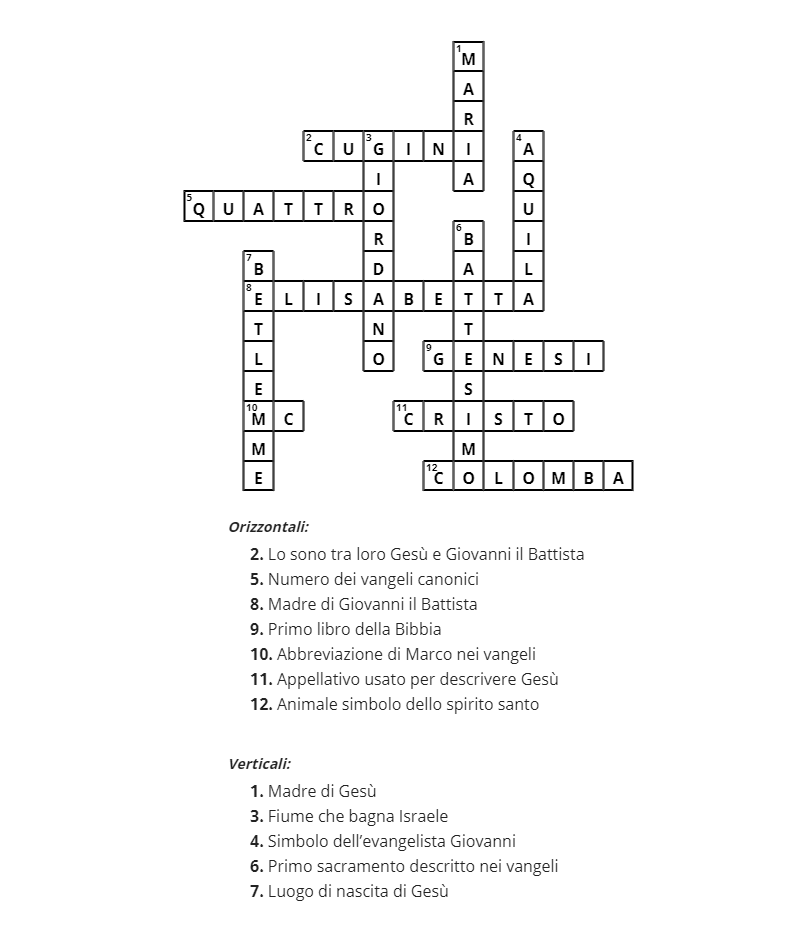 1 M
A
R
2 C U 3 G I N I 4 A
I A Q
5 Q U A T T R O U
R 6 B I
7 B D A L
8 E L I S A B E T T A
T N T
L O 9 G E N E S I
E S
10 M C 11 C R I S T O
M M
E 12 C O L O M B A
Orizzontali:
2. Lo sono tra loro Gesù e Giovanni il Battista
5. Numero dei vangeli canonici
8. Madre di Giovanni il Battista
9. Primo libro della Bibbia
10. Abbreviazione di Marco nei vangeli
11. Appellativo usato per descrivere Gesù
12. Animale simbolo dello spirito santo
Verticali:
1. Madre di Gesù
3. Fiume che bagna Israele
4. Simbolo dell’evangelista Giovanni
6. Primo sacramento descritto nei vangeli
7. Luogo di nascita di Gesù